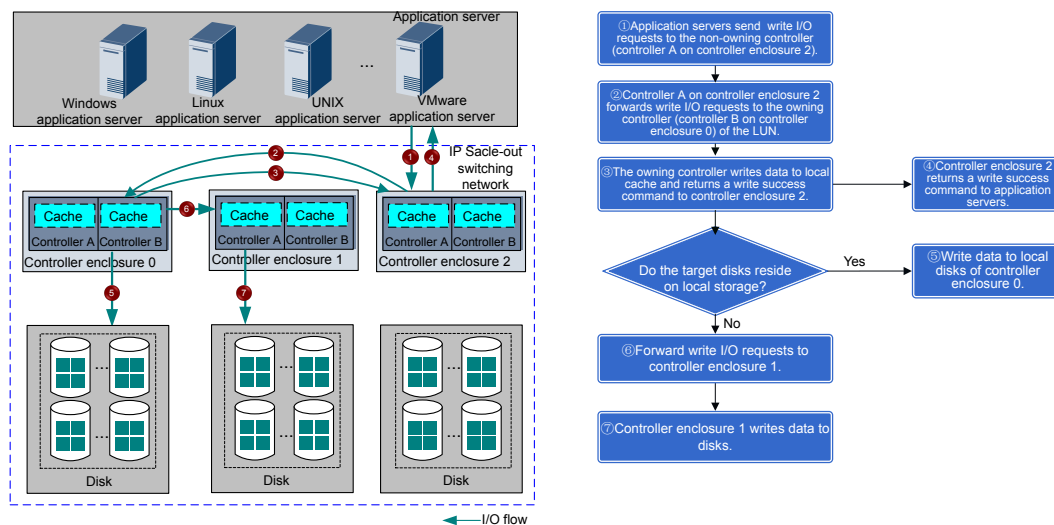 Application server
...
Windows
application server
Linux
application server
UNIX
application server
VMware
application server
IP Sacle-out
switching
network
1
4
2
3
6
Cache
Cache
Controller A
Controller B
Controller enclosure 0
Cache
Cache
Controller A
Controller B
Controller enclosure 1
Cache
Cache
Controller A
Controller B
Controller enclosure 2
5
7
...
...
Disk
...
...
Disk
...
...
Disk
I/O flow
①Application servers send write I/O
requests to the non-owning controller
(controller A on controller enclosure 2).
②Controller A on controller enclosure 2
forwards write I/O requests to the owning
controller (controller B on controller
enclosure 0) of the LUN.
③The owning controller writes data to local
cache and returns a write success
command to controller enclosure 2.
④Controller enclosure 2
returns a write success
command to application
servers.
Do the target disks reside
on local storage?
Yes
⑤Write data to local
disks of controller
enclosure 0.
No
⑥Forward write I/O requests to
controller enclosure 1.
⑦Controller enclosure 1 writes data to
disks.